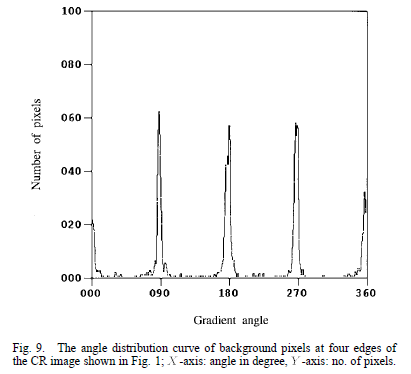 100
080
060
040
020
000
Number of pixels
000 090 180 270 360
Gradient angle
Fig. 9. The angle distribution curve of background pixels at four edges of
the CR image shown in Fig. 1; X-axis: angle in degree, Y-axis: no. of pixels.